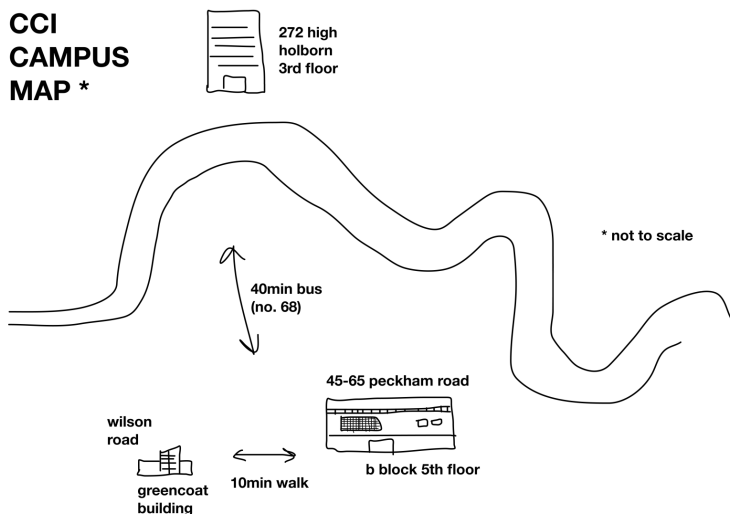 CCI
CAMPUS
MAP *
272 high
holborn
3rd floor
* not to scale
40min bus
(no. 68)
45-65 peckham road
wilson
road
10min walk
b block 5th floor
greencoat
building